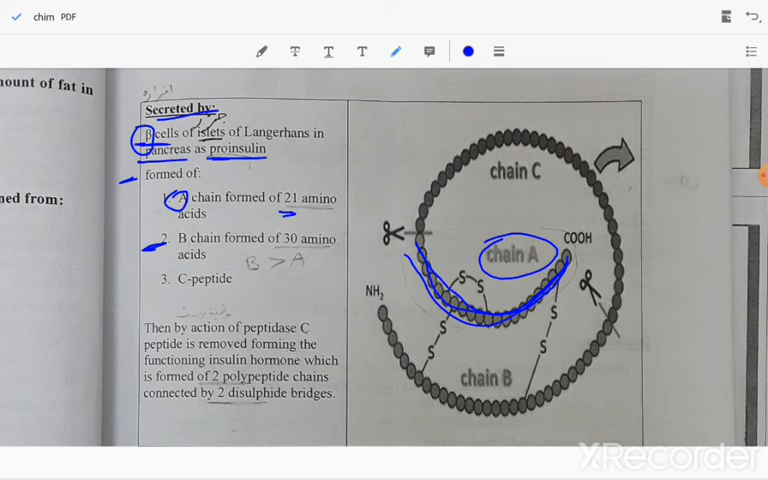 chim PDF
mount of fat in
ned from:
افرازه
Secreted by:
β cells of islets of Langerhans in
جزر
pancreas as proinsulin
formed of:
1. A chain formed of 21 amino
acids
2. B chain formed of 30 amino
acids
B > A
3. C-peptide
Then by action of peptidase C
peptide is removed forming the
functioning insulin hormone which
is formed of 2 polypeptide chains
connected by 2 disulphide bridges.
chain C
chain A
COOH
NH2
S
S
S
S
S
S
chain B
XRecorder